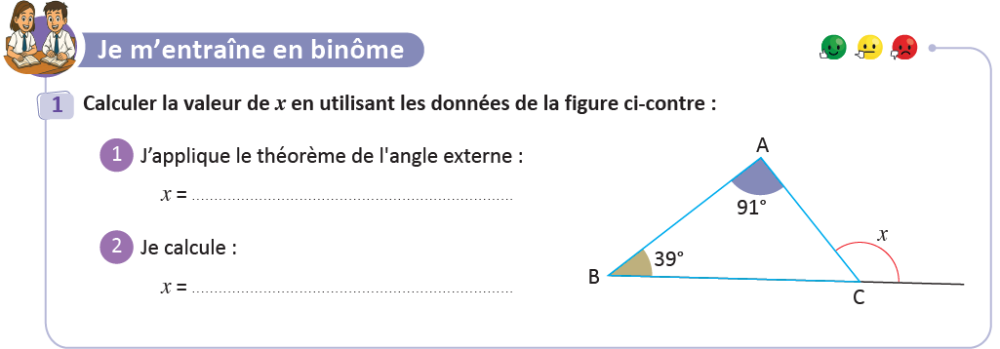 Je m’entraîne en binôme
1 Calculer la valeur de x en utilisant les données de la figure ci-contre :
1 J’applique le théorème de l'angle externe :
x = ..........................................................
2 Je calcule :
x = ..........................................................
A
91°
x
B
39°
C